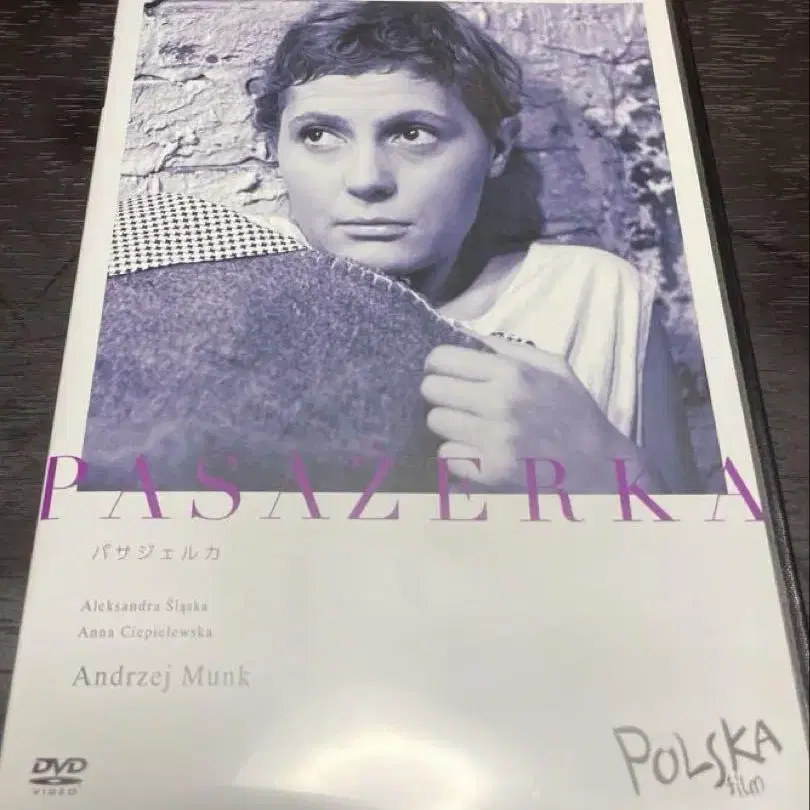 PASAŻERKA
パサジェルカ
Aleksandra Śląska
Anna Ciepielewska
Andrzej Munk
DVD
VIDEO
POLSKA
film